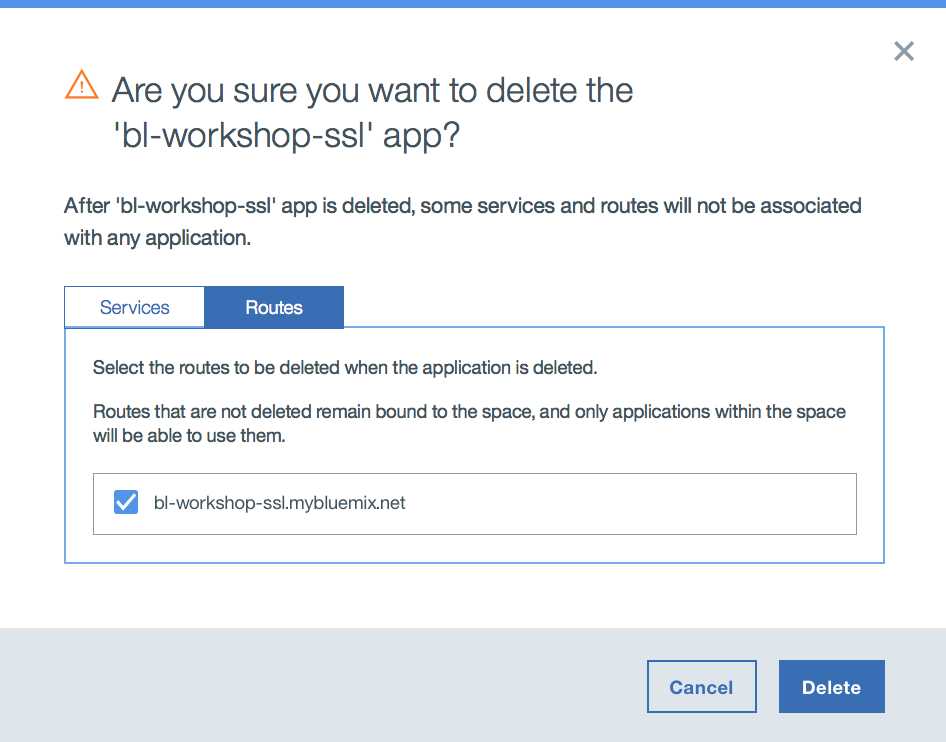 Are you sure you want to delete the
'bl-workshop-ssl' app?
After 'bl-workshop-ssl' app is deleted, some services and routes will not be associated
with any application.
Services
Routes
Select the routes to be deleted when the application is deleted.
Routes that are not deleted remain bound to the space, and only applications within the space
will be able to use them.
bl-workshop-ssl.mybluemix.net
Cancel
Delete